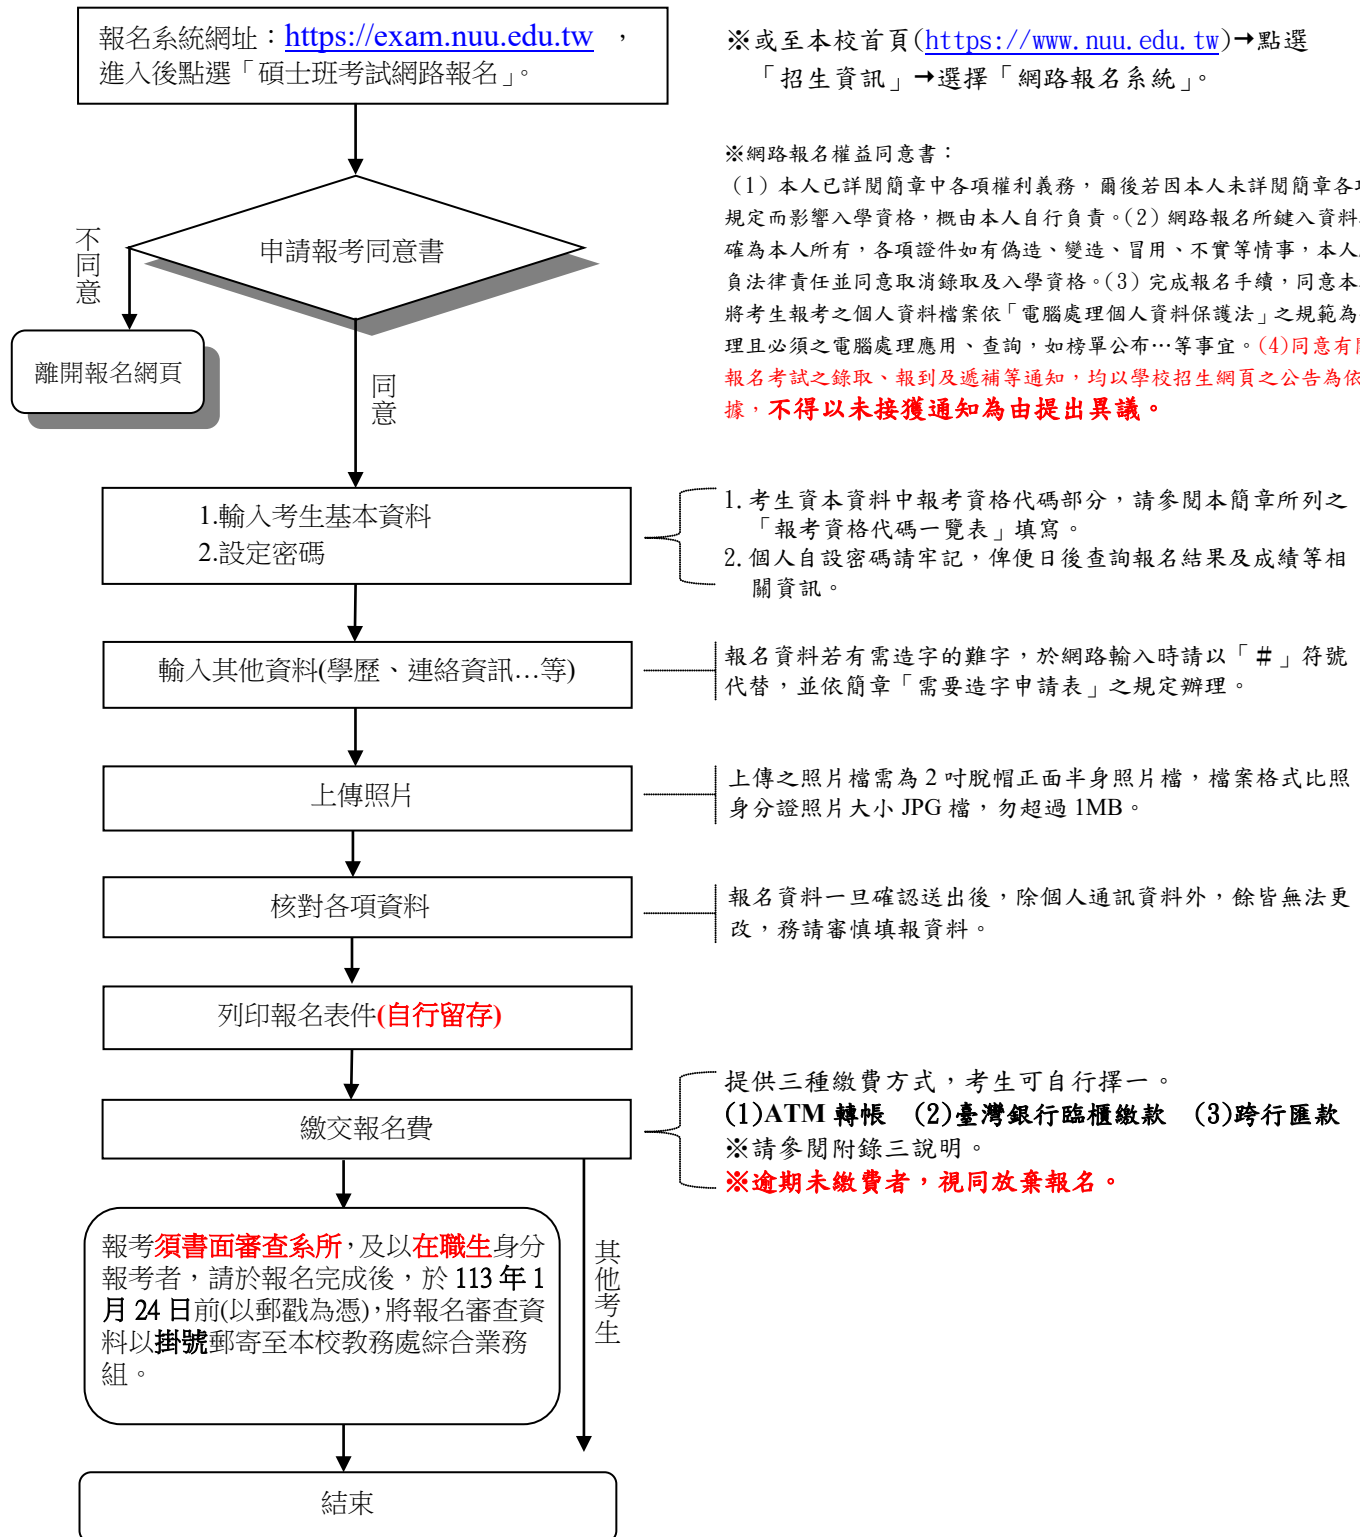 報名系統網址：https://exam.nuu.edu.tw ，
進入後點選「碩士班考試網路報名」。
※或至本校首頁(https://www.nuu.edu.tw)➜點選
「招生資訊」➜選擇「網路報名系統」。
※網路報名權益同意書：
（1）本人已詳閱簡章中各項權利義務，爾後若因本人未詳閱簡章各
規定而影響入學資格，概由本人自行負責。（2）網路報名所鍵入資料
確為本人所有，各項證件如有偽造、變造、冒用、不實等情事，本人
負法律責任並同意取消錄取及入學資格。（3）完成報名手續，同意本
將考生報考之個人資料檔案依「電腦處理個人資料保護法」之規範為
理且必須之電腦處理應用、查詢，如榜單公布…等事宜。(4)同意有
報名考試之錄取、報到及遞補等通知，均以學校招生網頁之公告為依
據，不得以未接獲通知為由提出異議。
申請報考同意書
不同意
離開報名網頁
同意
1.輸入考生基本資料
2.設定密碼
1.考生資本資料中報考資格代碼部分，請參閱本簡章所列之
「報考資格代碼一覽表」填寫。
2.個人自設密碼請牢記，俾便日後查詢報名結果及成績等相
關資訊。
輸入其他資料(學歷、連絡資訊…等)
報名資料若有需造字的難字，於網路輸入時請以「＃」符號
代替，並依簡章「需要造字申請表」之規定辦理。
上傳照片
上傳之照片檔需為 2 吋脫帽正面半身照片檔，檔案格式比照
身分證照片大小 JPG 檔，勿超過 1MB。
核對各項資料
報名資料一旦確認送出後，除個人通訊資料外，餘皆無法更
改，務請審慎填報資料。
列印報名表件(自行留存)
繳交報名費
提供三種繳費方式，考生可自行擇一。
(1)ATM 轉帳 (2)臺灣銀行臨櫃繳款 (3)跨行匯款
※請參閱附錄三說明。
※逾期未繳費者，視同放棄報名。
報考須書面審查系所，及以在職生身分
報考者，請於報名完成後，於 113 年 1
月 24 日前(以郵戳為憑)，將報名審查資
料以掛號郵寄至本校教務處綜合業務
組。
其他考生
結束